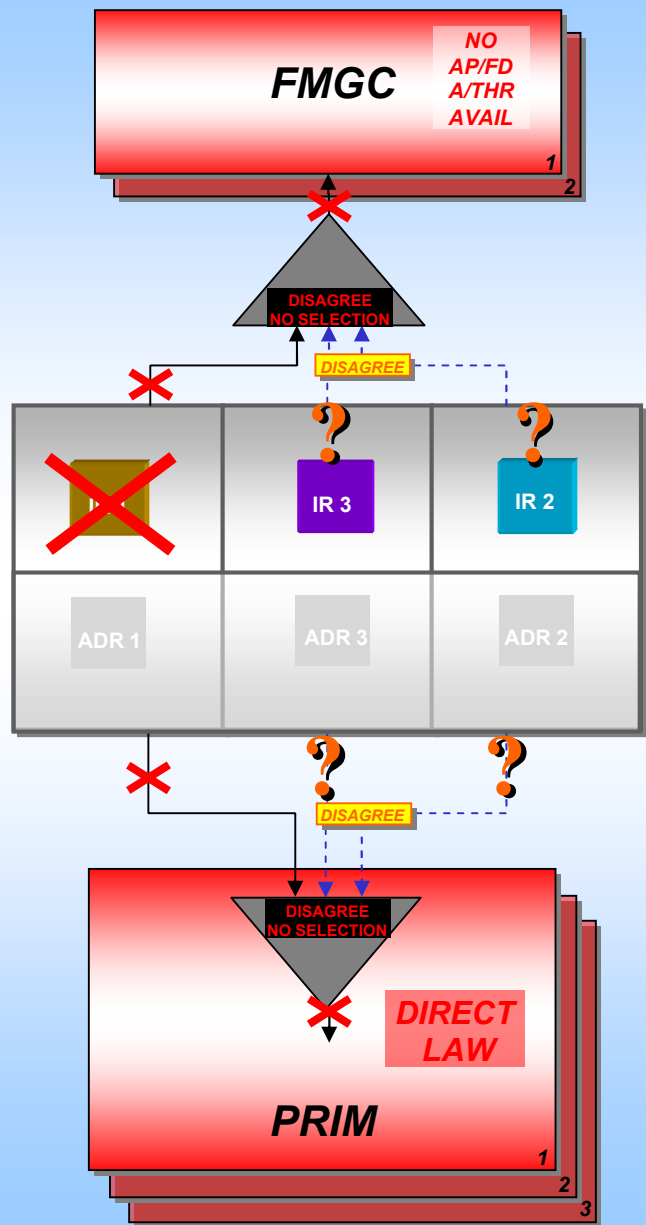 NO
AP/FD
A/THR
AVAIL
FMGC
1
2
DISAGREE
NO SELECTION
DISAGREE
?
?
IR 3
IR 2
ADR 1
ADR 3
ADR 2
?
?
DISAGREE
DISAGREE
NO SELECTION
DIRECT
LAW
PRIM
1
2
3